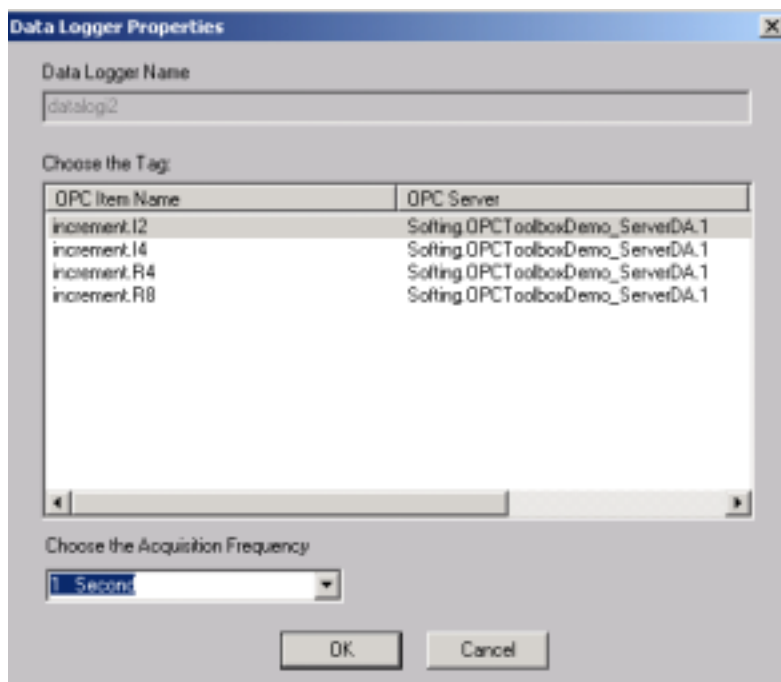 Data Logger Properties
Data Logger Name
datalogi2
Choose the Tag:
OPC Item Name OPC Server
increment.I2 Softing.OPCToolboxDemo_ServerDA.1
increment.I4 Softing.OPCToolboxDemo_ServerDA.1
increment.R4 Softing.OPCToolboxDemo_ServerDA.1
increment.R8 Softing.OPCToolboxDemo_ServerDA.1
Choose the Acquisition Frequency
1 Second
OK Cancel